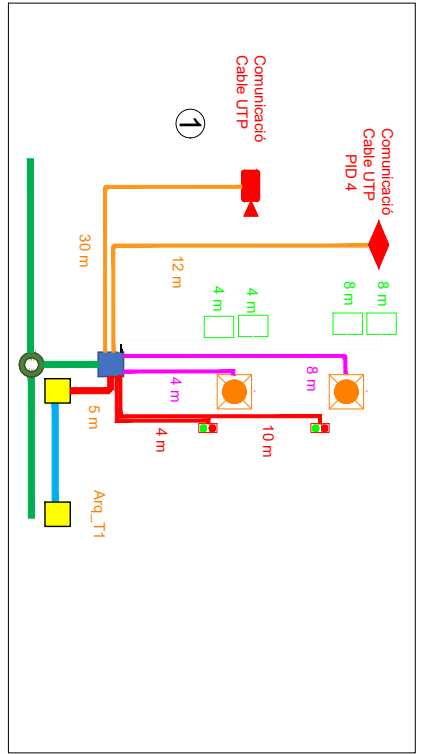 Comunicació
Cable UTP
PID 4
8 m
8 m
8 m
10 m
Comunicació
Cable UTP
4 m
4 m
1
12 m
4 m
4 m
30 m
5 m
Arq_T1